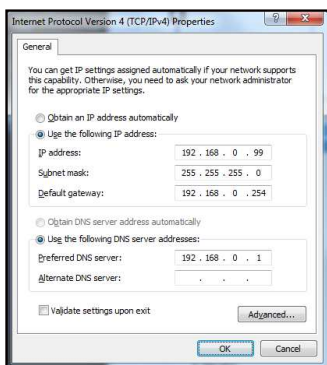 Internet Protocol Version 4 (TCP/IPv4) Properties
General
You can get IP settings assigned automatically if your network supports
this capability. Otherwise, you need to ask your network administrator
for the appropriate IP settings.
Obtain an IP address automatically
Use the following IP address:
IP address: 192 . 168 . 0 . 99
Subnet mask: 255 . 255 . 255 . 0
Default gateway: 192 . 168 . 0 . 254
Obtain DNS server address automatically
Use the following DNS server addresses:
Preferred DNS server: 192 . 168 . 0 . 1
Alternate DNS server: . . .
Validate settings upon exit
Advanced...
OK Cancel